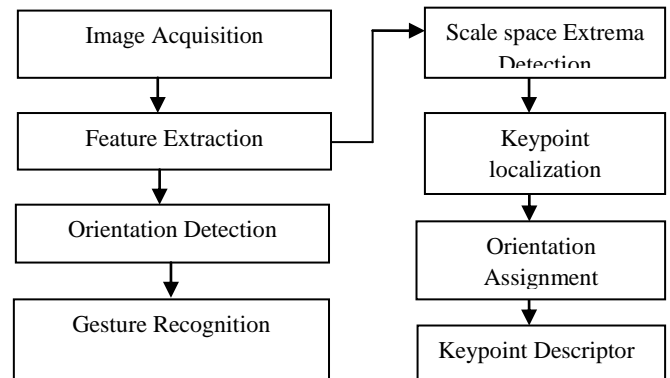 Image Acquisition
Feature Extraction
Orientation Detection
Gesture Recognition
Scale space Extrema
Detection
Keypoint
localization
Orientation
Assignment
Keypoint Descriptor